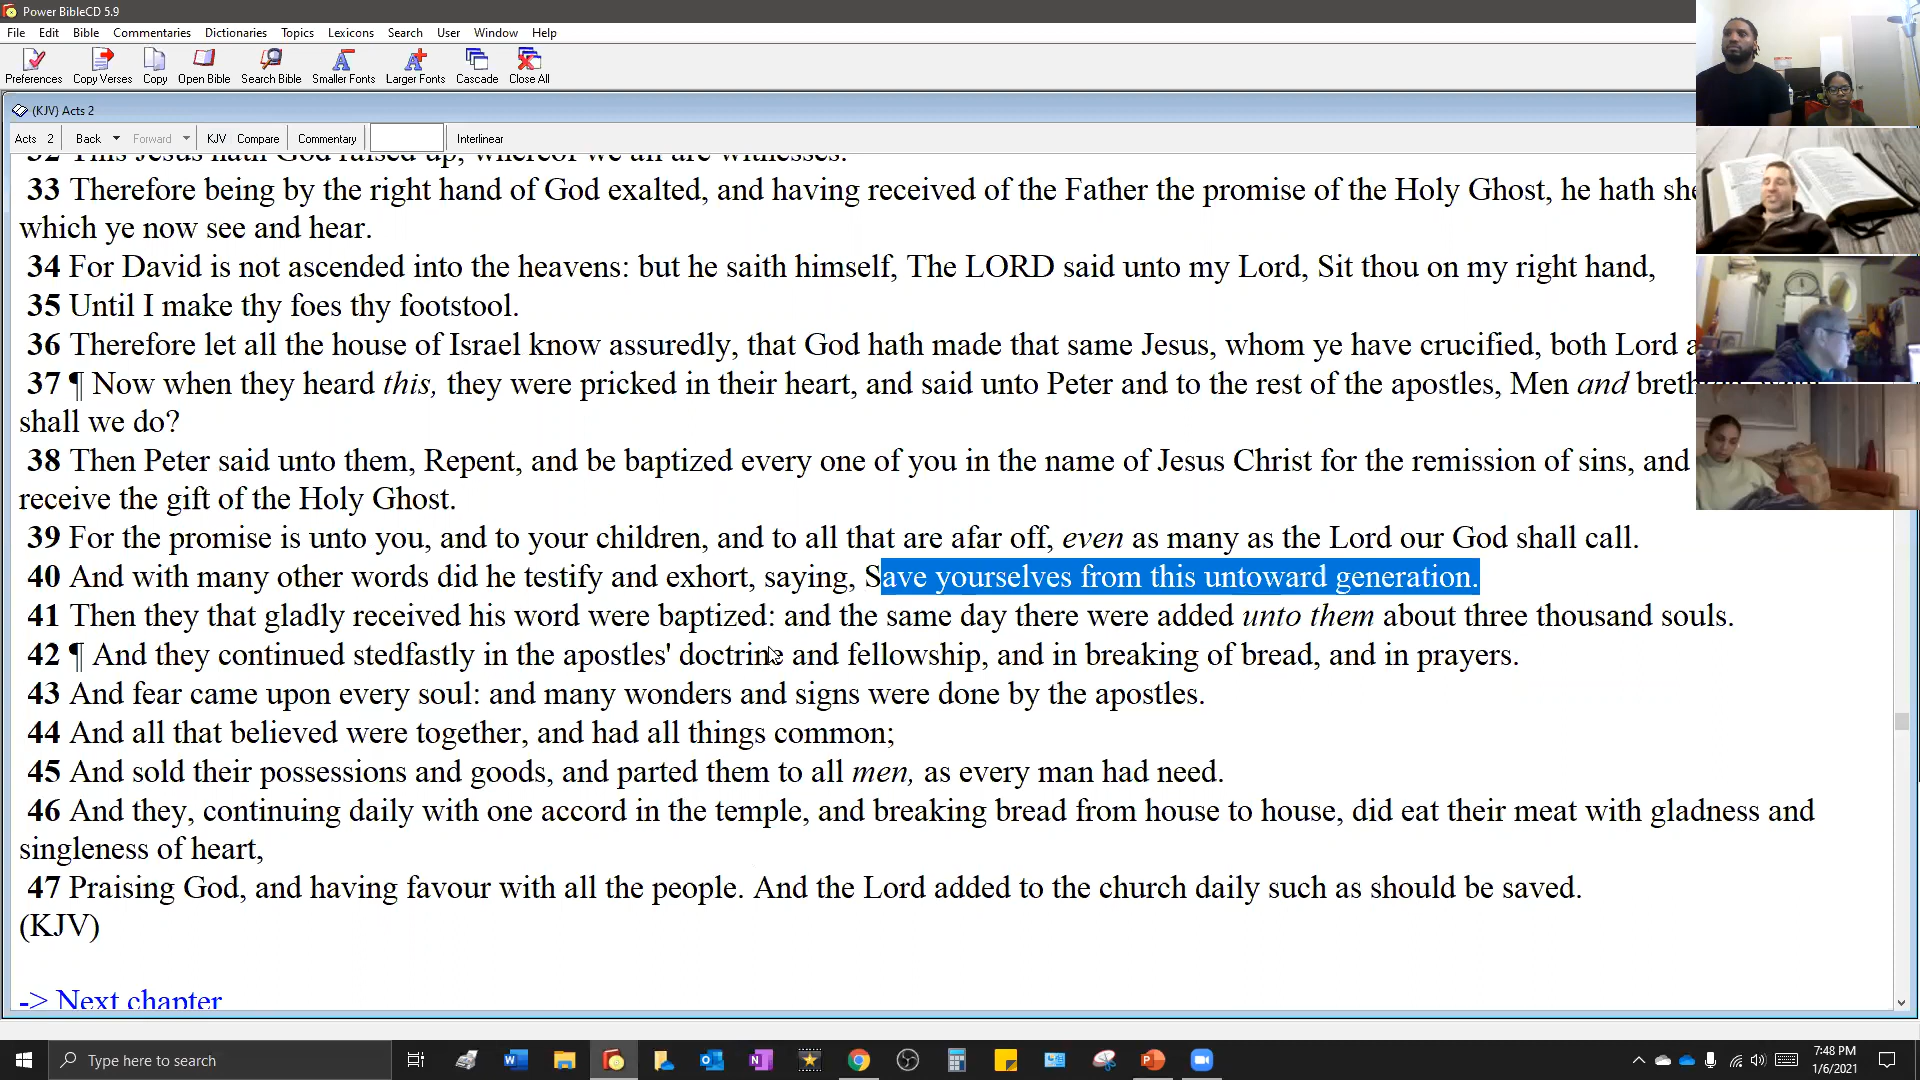 Power BibleCD 5.9
File Edit Bible Commentaries Dictionaries Topics Lexicons Search User Window Help
Preferences Copy Verses Copy Open Bible Search Bible Smaller Fonts Larger Fonts Cascade Close All
(KJV) Acts 2
Acts 2 Back Forward KJV Compare Commentary Interlinear
32 This Jesus hath God raised up, whereof we all are witnesses.
33 Therefore being by the right hand of God exalted, and having received of the Father the promise of the Holy Ghost, he hath
which ye now see and hear.
34 For David is not ascended into the heavens: but he saith himself, The LORD said unto my Lord, Sit thou on my right hand,
35 Until I make thy foes thy footstool.
36 Therefore let all the house of Israel know assuredly, that God hath made that same Jesus, whom ye have crucified, both Lord
37 ¶ Now when they heard this, they were pricked in their heart, and said unto Peter and to the rest of the apostles, Men and
shall we do?
38 Then Peter said unto them, Repent, and be baptized every one of you in the name of Jesus Christ for the remission of sins, and
receive the gift of the Holy Ghost.
39 For the promise is unto you, and to your children, and to all that are afar off, even as many as the Lord our God shall call.
40 And with many other words did he testify and exhort, saying, Save yourselves from this untoward generation.
41 Then they that gladly received his word were baptized: and the same day there were added unto them about three thousand souls.
42 ¶ And they continued stedfastly in the apostles' doctrine and fellowship, and in breaking of bread, and in prayers.
43 And fear came upon every soul: and many wonders and signs were done by the apostles.
44 And all that believed were together, and had all things common;
45 And sold their possessions and goods, and parted them to all men, as every man had need.
46 And they, continuing daily with one accord in the temple, and breaking bread from house to house, did eat their meat with gladness and
singleness of heart,
47 Praising God, and having favour with all the people. And the Lord added to the church daily such as should be saved.
(KJV)
-> Next chapter
Type here to search
7:48 PM
1/6/2021